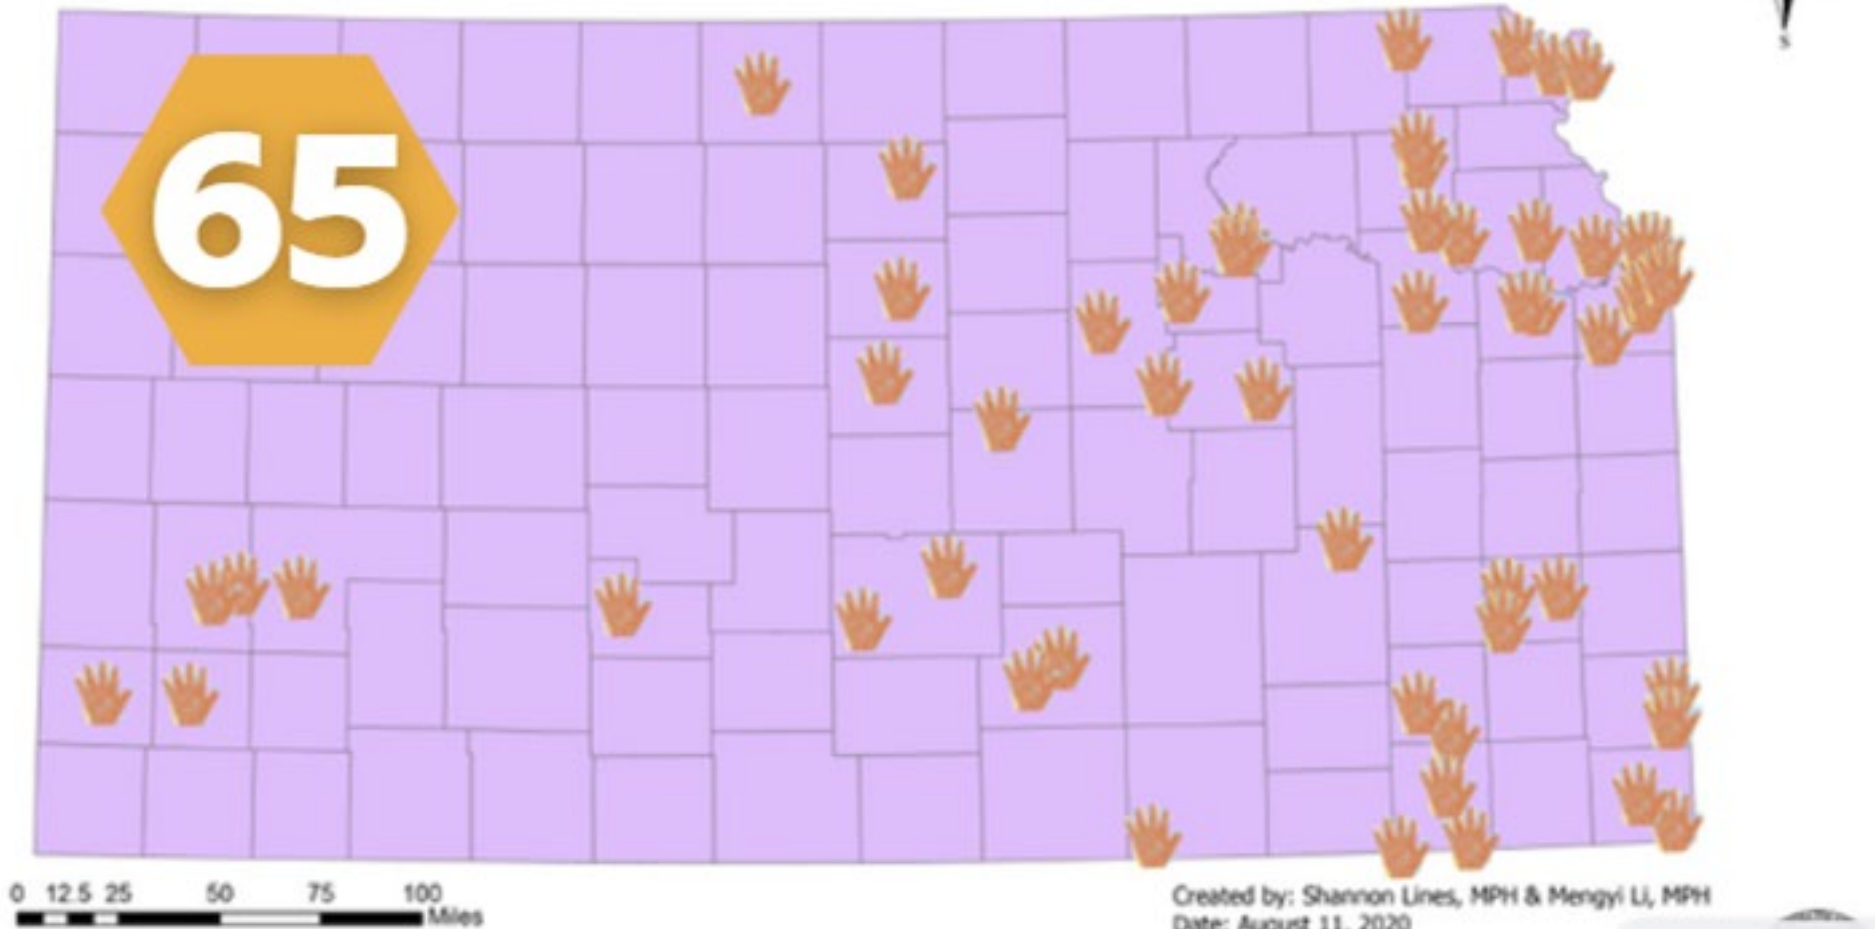 S
65
0 12.5 25 50 75 100
Miles
Created by: Shannon Lines, MPH & Mengyi Li, MPH
Date: August 11, 2020